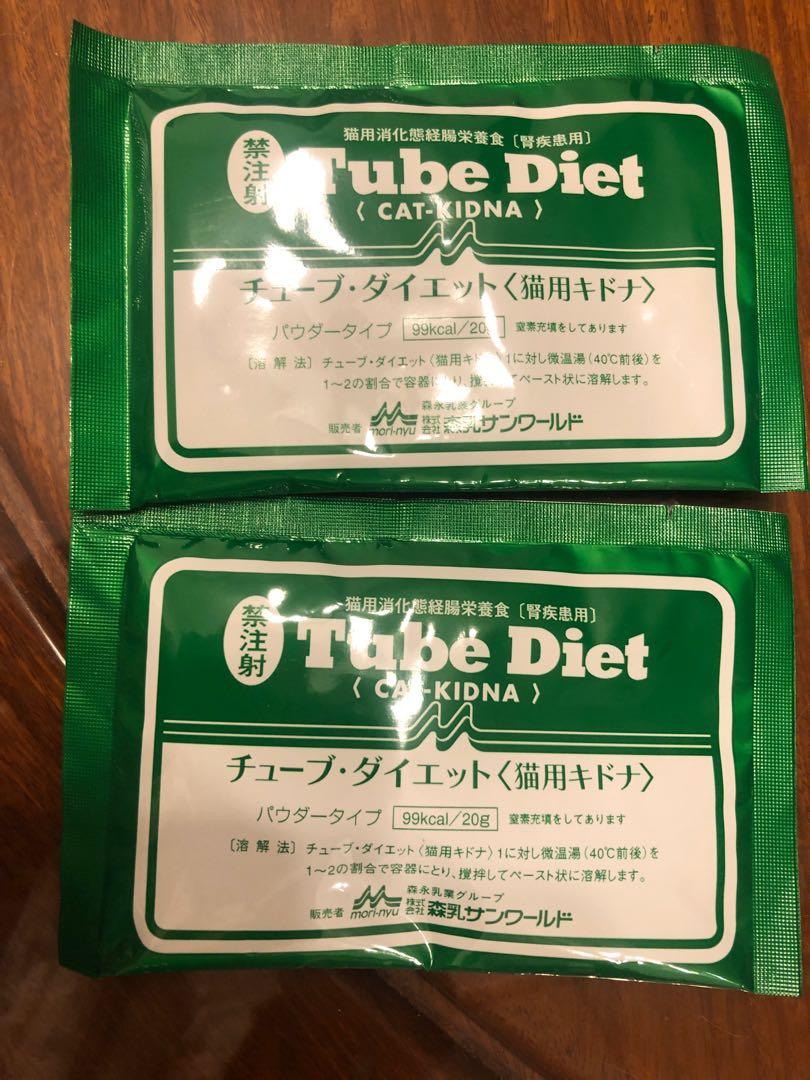 猫用消化態経腸栄養食〔腎疾患用〕
禁注射
Tube Diet
〈 CAT-KIDNA 〉
チューブ・ダイエット〈猫用キドナ〉
パウダータイプ 99kcal/20g 窒素充填をしてあります
〔溶解法〕チューブ・ダイエット〈猫用キドナ〉1に対し微温湯(40℃前後)を
1〜2の割合で容器にとり、攪拌してペースト状に溶解します。
森永乳業グループ
販売者 mori-nyu 株式会社 森乳サンワールド
猫用消化態経腸栄養食〔腎疾患用〕
禁注射
Tube Diet
〈 CAT-KIDNA 〉
チューブ・ダイエット〈猫用キドナ〉
パウダータイプ 99kcal/20g 窒素充填をしてあります
〔溶解法〕チューブ・ダイエット〈猫用キドナ〉1に対し微温湯(40℃前後)を
1〜2の割合で容器にとり、攪拌してペースト状に溶解します。
森永乳業グループ
販売者 mori-nyu 株式会社 森乳サンワールド